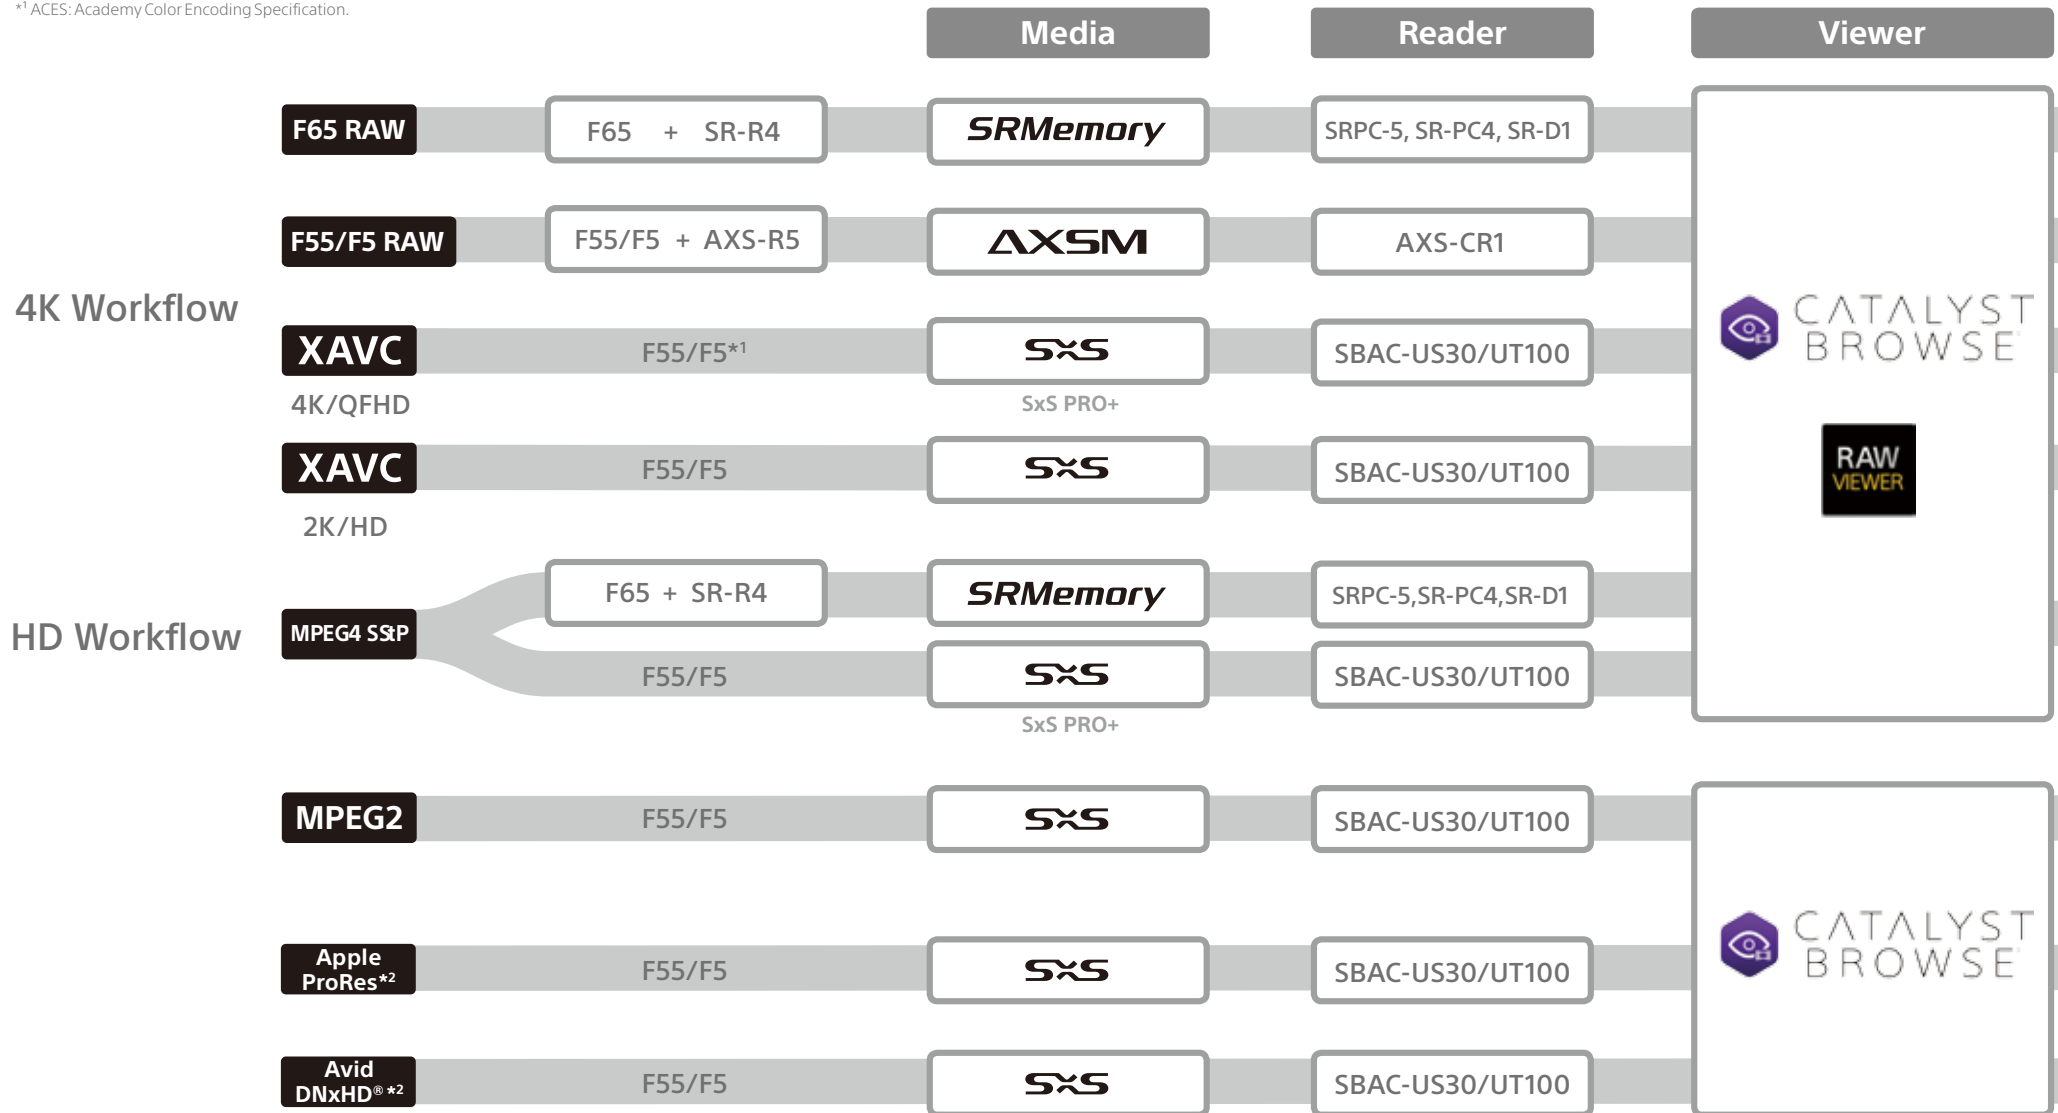 *1 ACES: Academy Color Encoding Specification.
Media Reader Viewer
F65 RAW F65 + SR-R4 SRMemory SRPC-5, SR-PC4, SR-D1
F55/F5 RAW F55/F5 + AXS-R5 AXSM AXS-CR1
4K Workflow
CATALYST
BROWSE
XAVC F55/F5*1 SxS SBAC-US30/UT100
4K/QFHD SxS PRO+
RAW
VIEWER
XAVC F55/F5 SxS SBAC-US30/UT100
2K/HD
F65 + SR-R4 SRMemory SRPC-5,SR-PC4,SR-D1
HD Workflow MPEG4 SStP
F55/F5 SxS SBAC-US30/UT100
SxS PRO+
MPEG2 F55/F5 SxS SBAC-US30/UT100
CATALYST
BROWSE
Apple
ProRes*2 F55/F5 SxS SBAC-US30/UT100
Avid
DNxHD® *2 F55/F5 SxS SBAC-US30/UT100